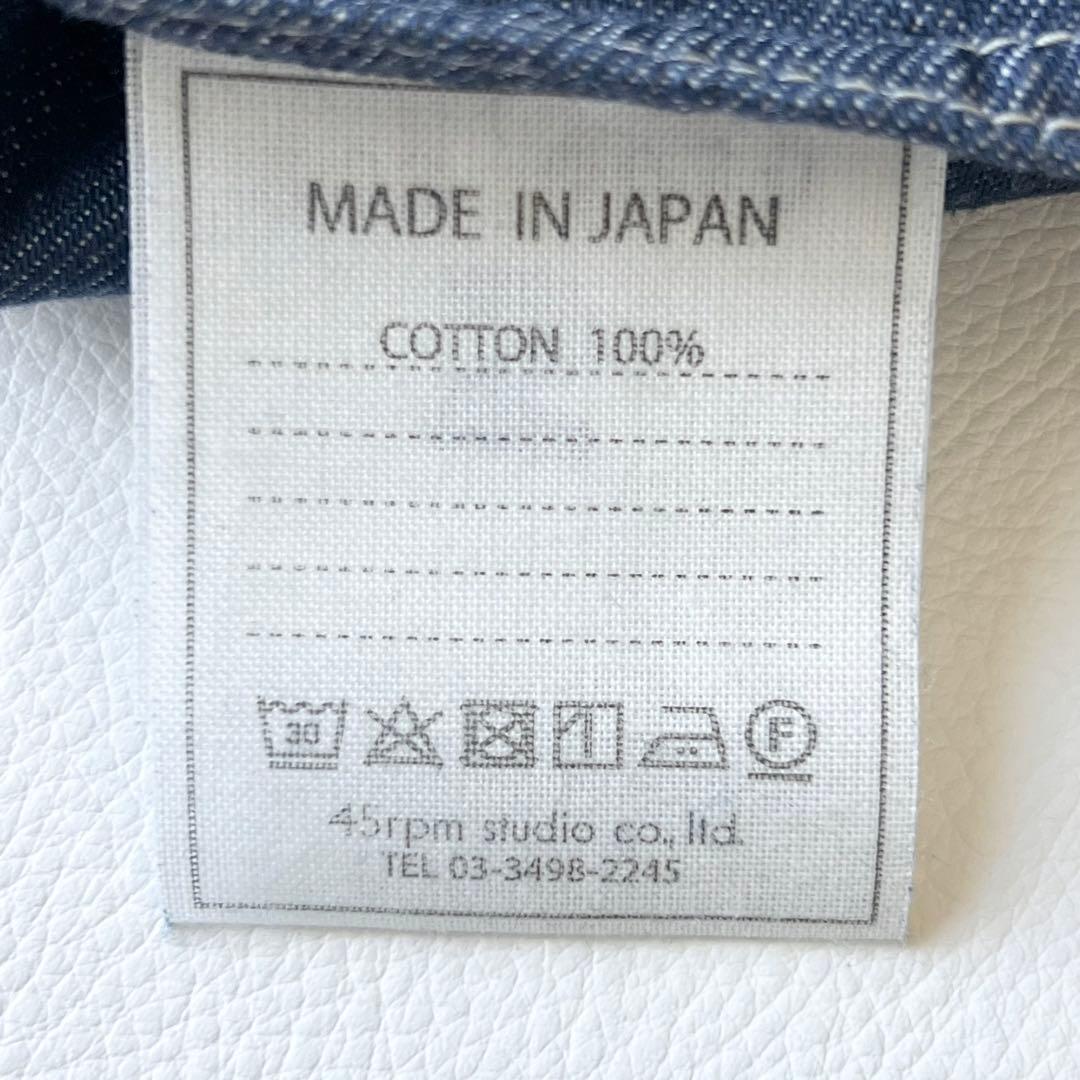 MADE IN JAPAN
COTTON 100%
30 F
45rpm studio co., ltd.
TEL 03-3498-2245